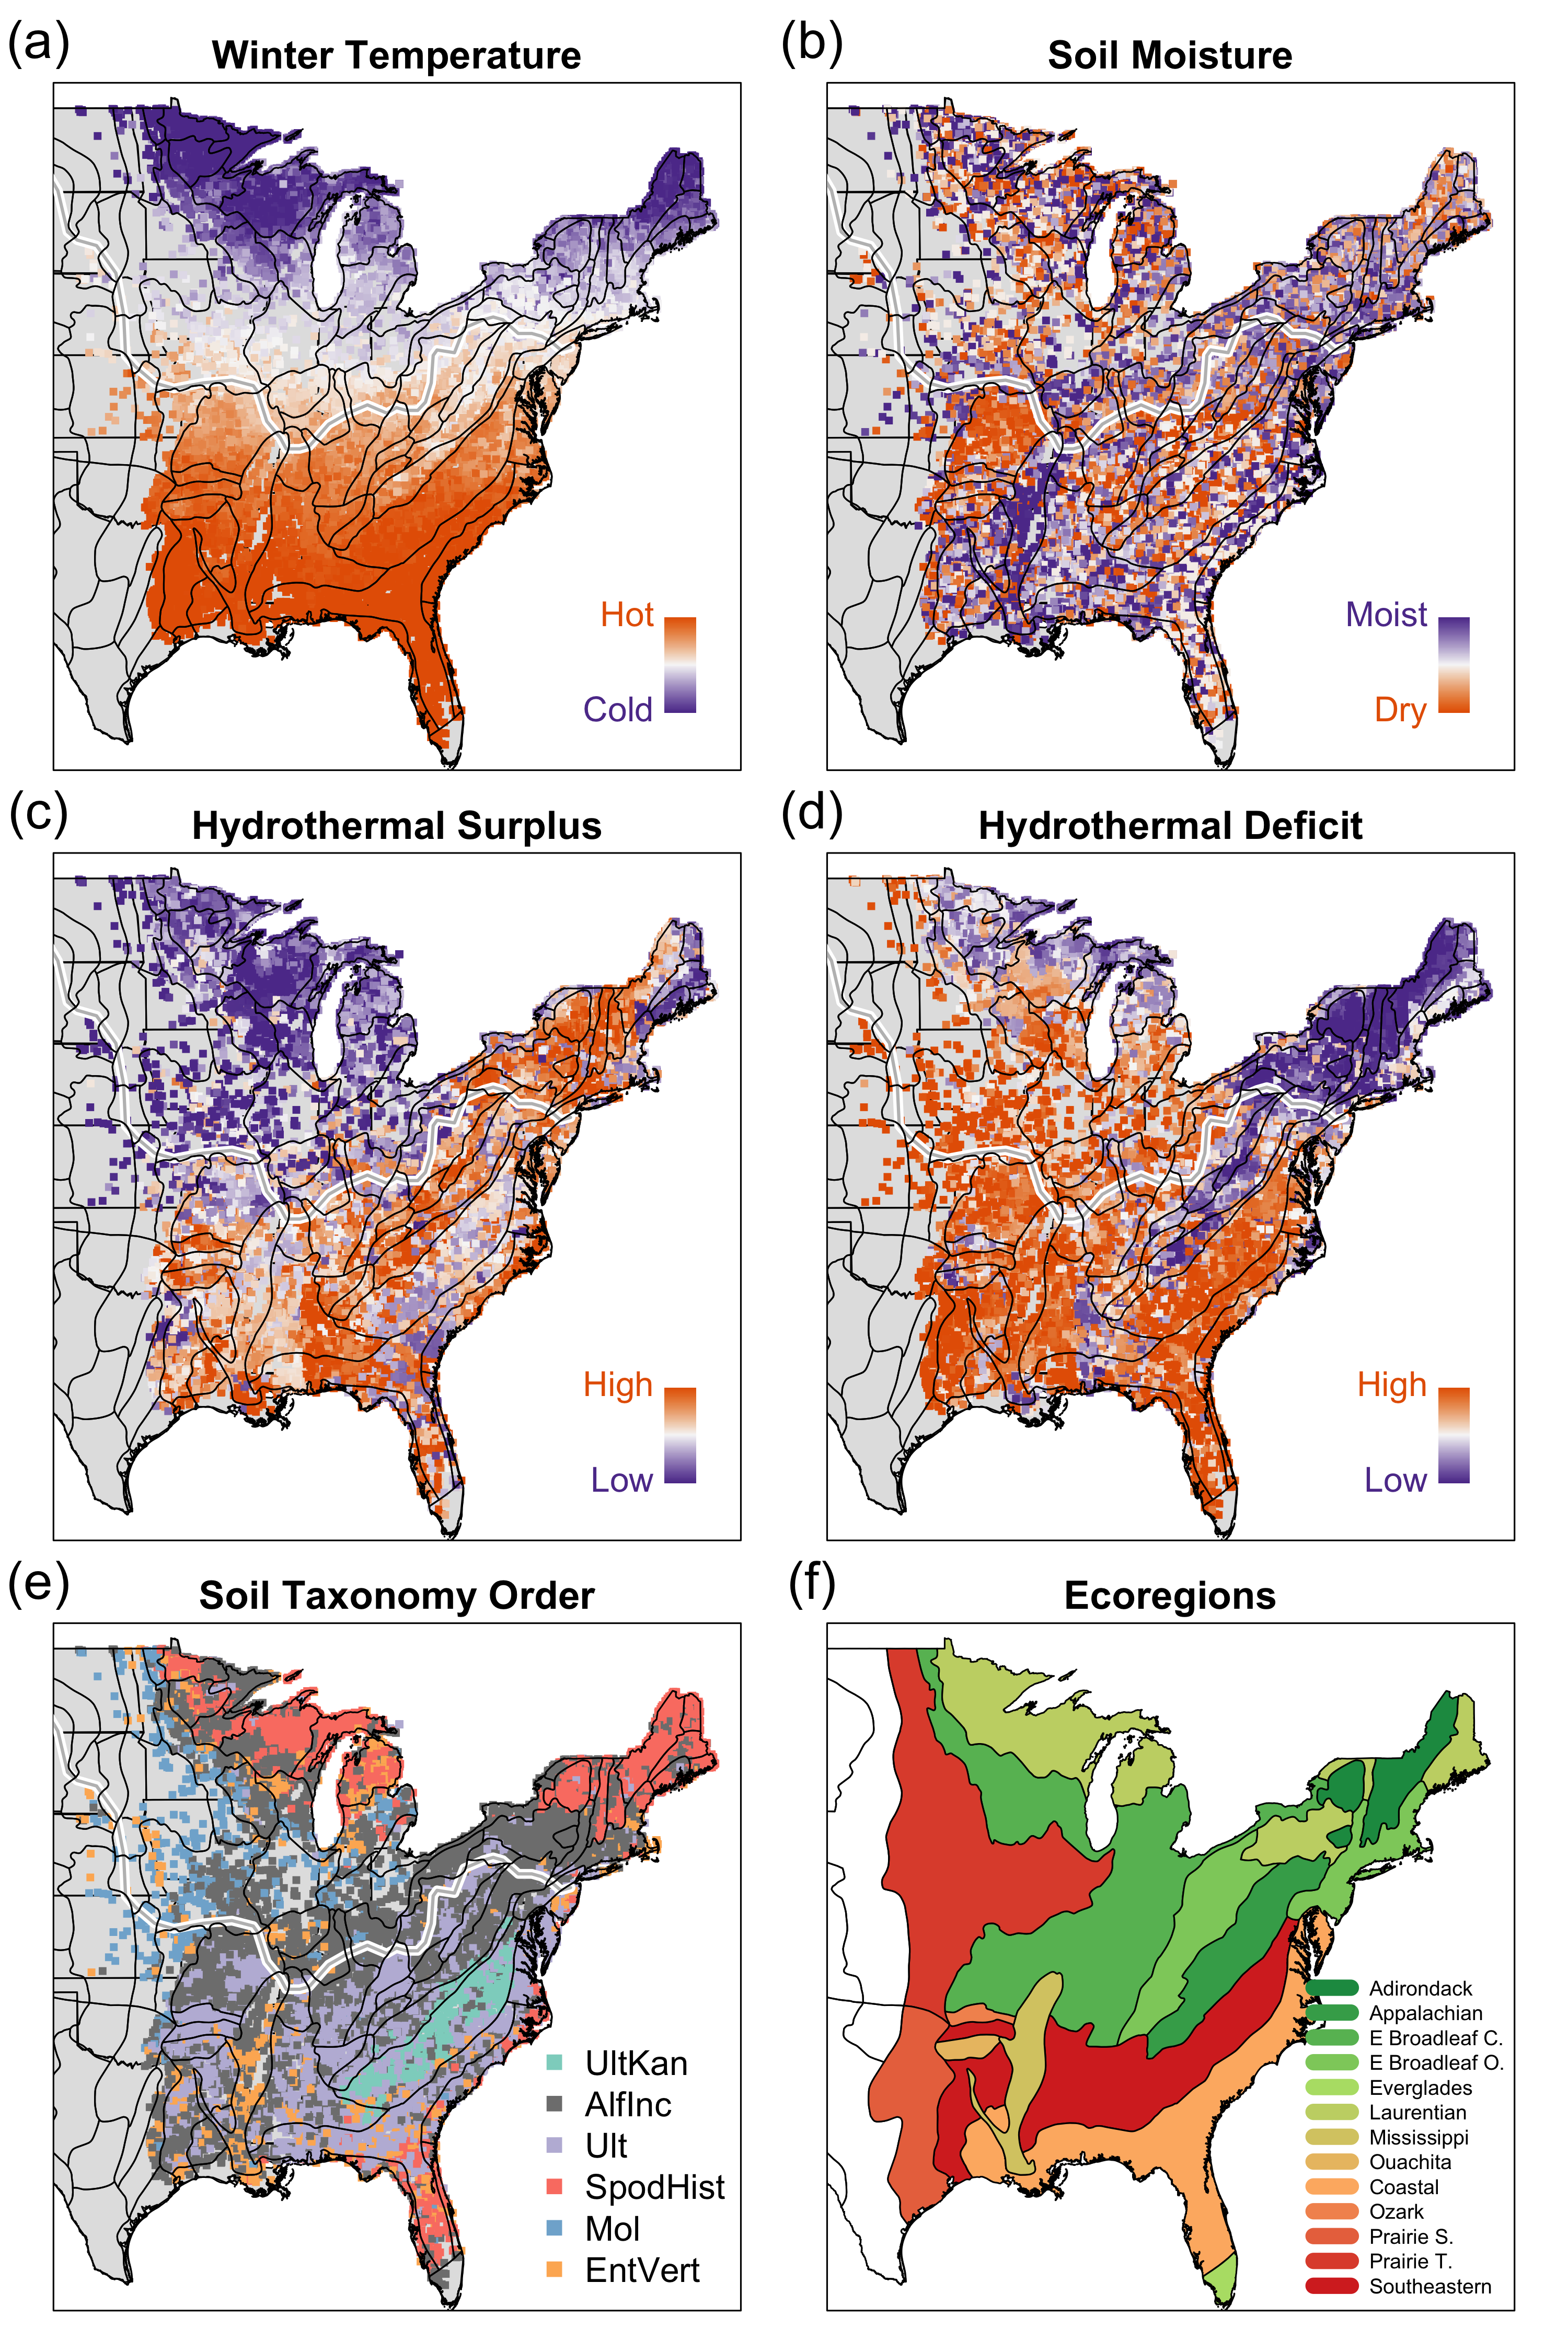 (a)
Winter Temperature
Hot
Cold
(b)
Soil Moisture
Moist
Dry
(c)
Hydrothermal Surplus
High
Low
(d)
Hydrothermal Deficit
High
Low
(e)
Soil Taxonomy Order
UltKan
AlfInc
Ult
SpodHist
Mol
EntVert
(f)
Ecoregions
Adirondack
Appalachian
E Broadleaf C.
E Broadleaf O.
Everglades
Laurentian
Mississippi
Ouachita
Coastal
Ozark
Prairie S.
Prairie T.
Southeastern